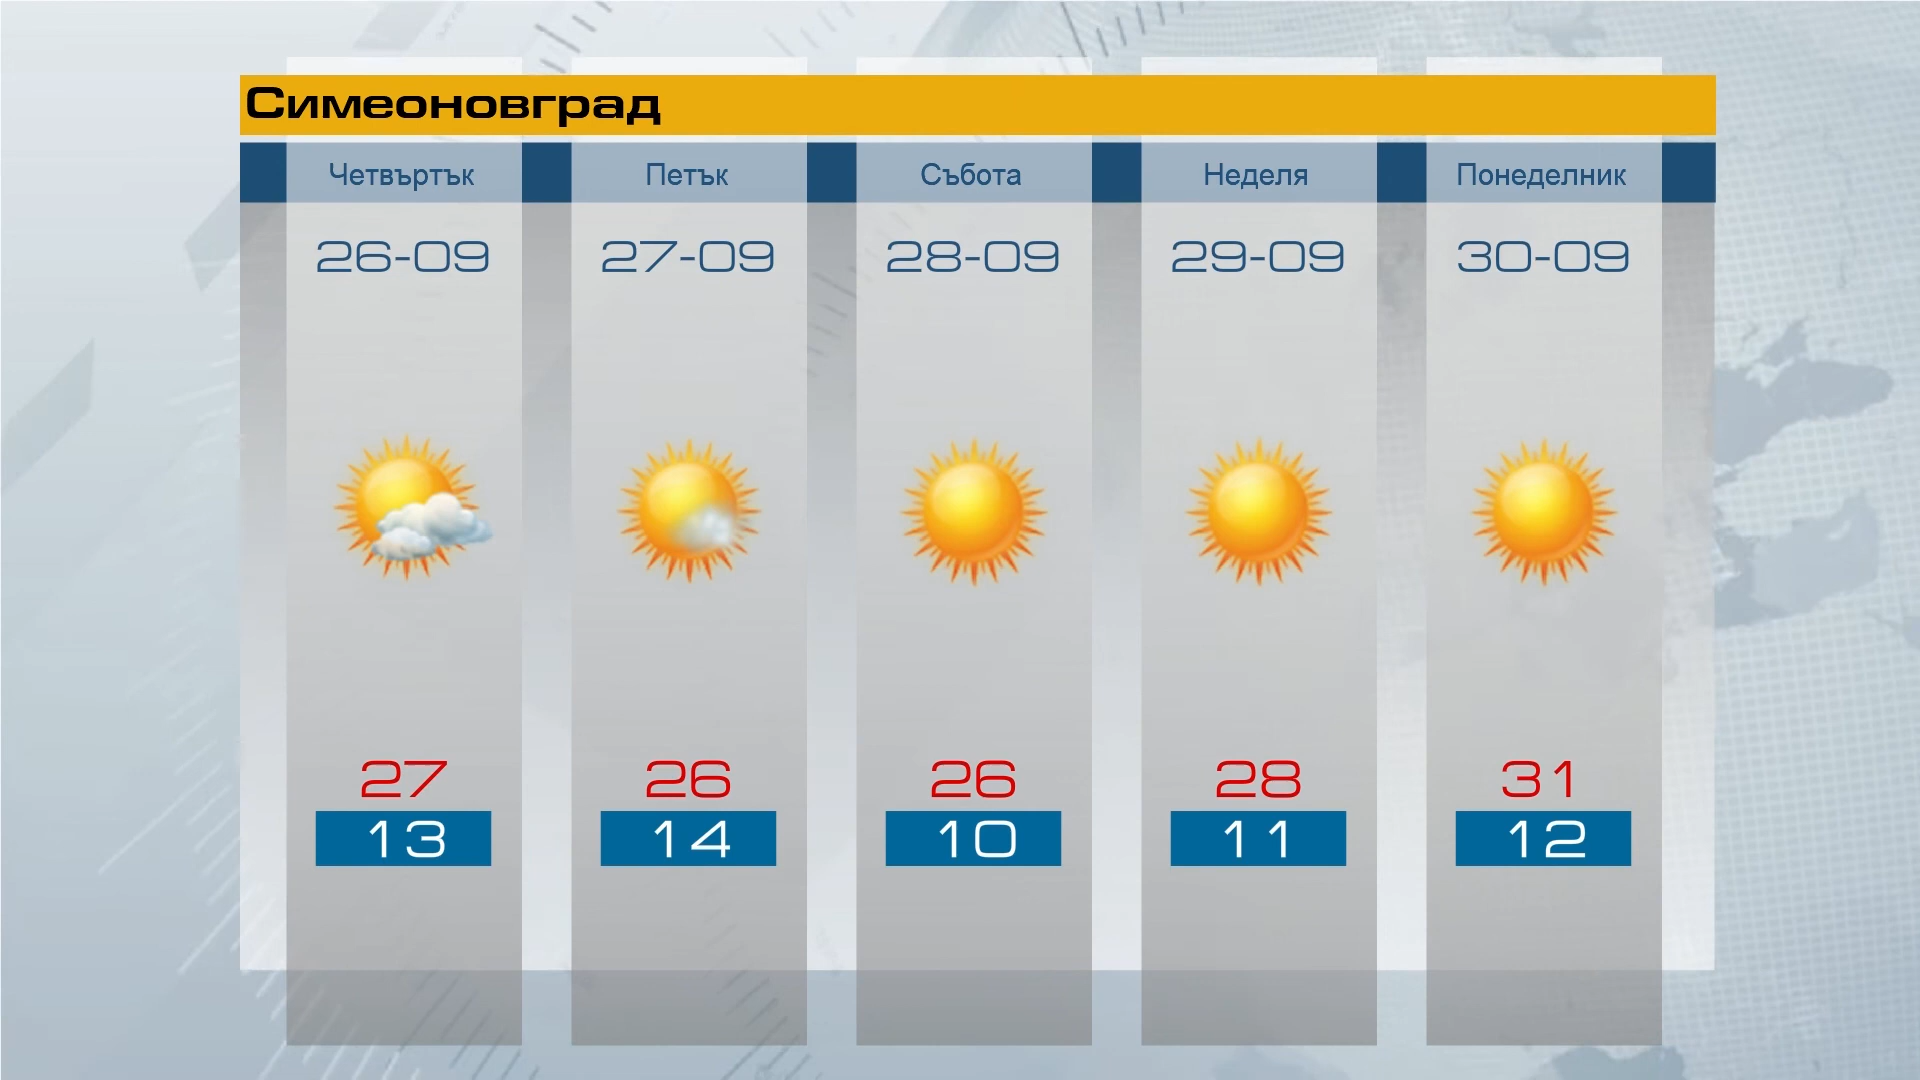 Симеоновград
Четвъртък Петък Събота Неделя Понеделник
26-09 27-09 28-09 29-09 30-09
27 26 26 28 31
13 14 10 11 12